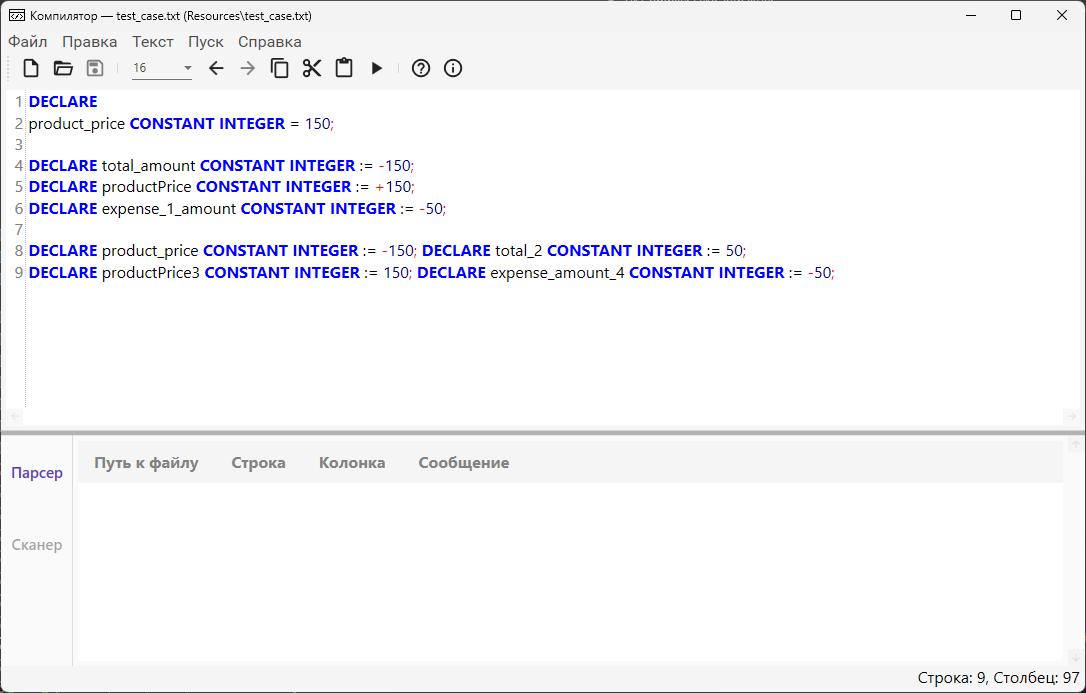 Компилятор — test_case.txt (Resources\test_case.txt)
Файл Правка Текст Пуск Справка
16
1 DECLARE
2 product_price CONSTANT INTEGER = 150;
3
4 DECLARE total_amount CONSTANT INTEGER := -150;
5 DECLARE productPrice CONSTANT INTEGER := +150;
6 DECLARE expense_1_amount CONSTANT INTEGER := -50;
7
8 DECLARE product_price CONSTANT INTEGER := -150; DECLARE total_2 CONSTANT INTEGER := 50;
9 DECLARE productPrice3 CONSTANT INTEGER := 150; DECLARE expense_amount_4 CONSTANT INTEGER := -50;
Парсер
Сканер
Путь к файлу Строка Колонка Сообщение
Строка: 9, Столбец: 97